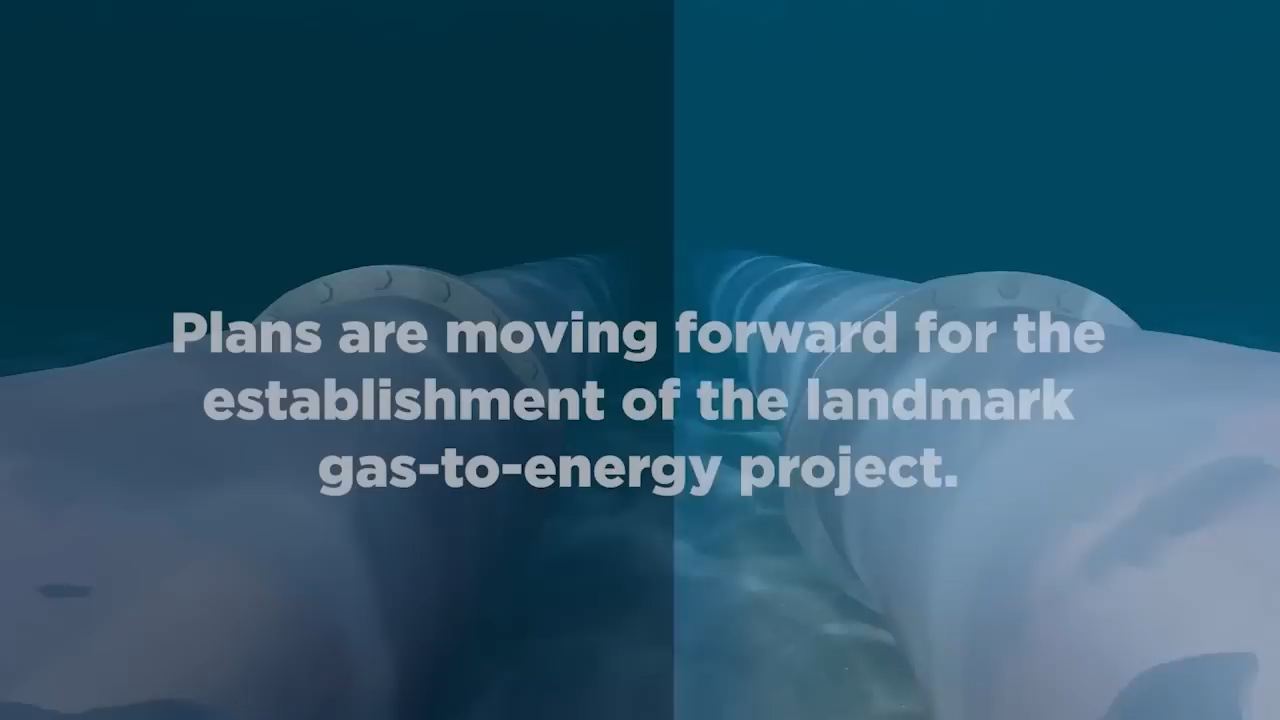 Plans are moving forward for the
establishment of the landmark
gas-to-energy project.